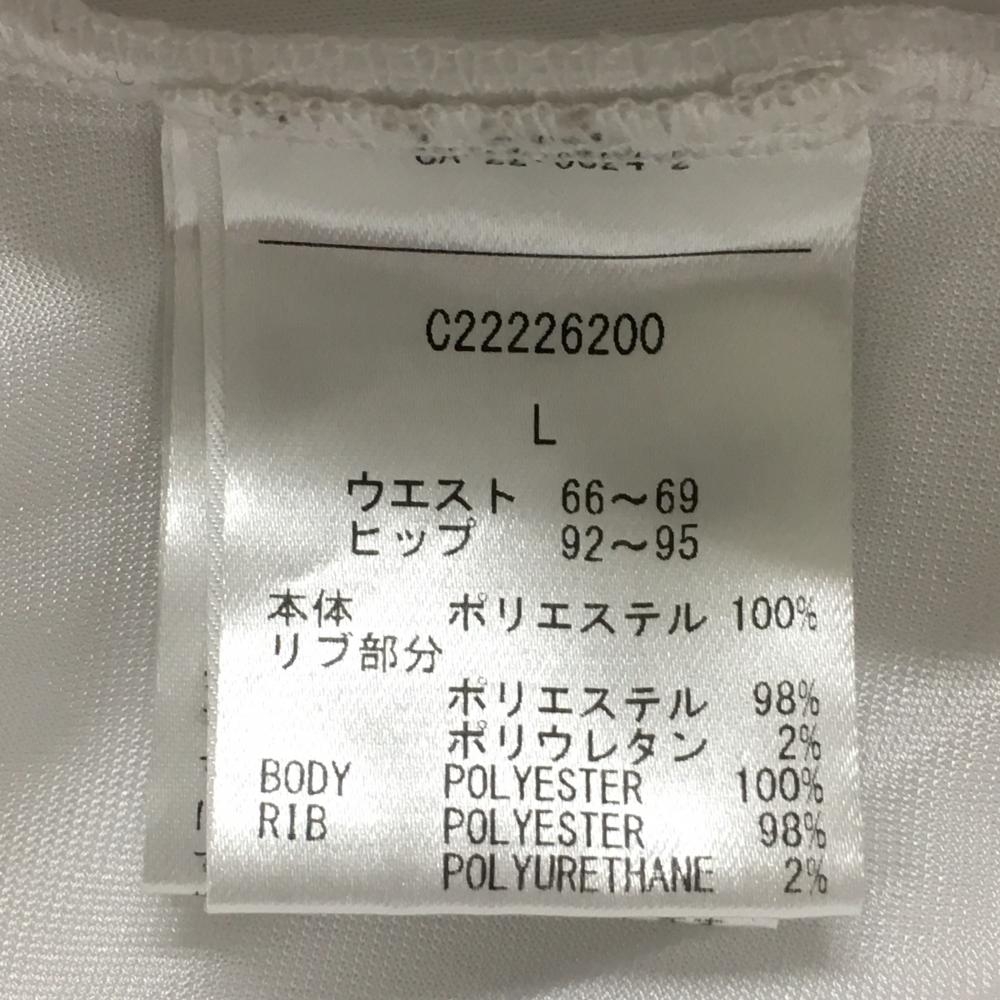 C22226200
L
ウエスト 66～69
ヒップ 92～95
本体 ポリエステル 100%
リブ部分
ポリエステル 98%
ポリウレタン 2%
BODY POLYESTER 100%
RIB POLYESTER 98%
POLYURETHANE 2%